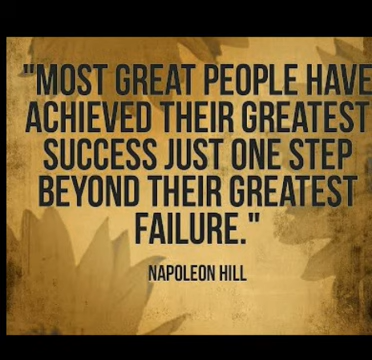 "MOST GREAT PEOPLE HAVE
ACHIEVED THEIR GREATEST
SUCCESS JUST ONE STEP
BEYOND THEIR GREATEST
FAILURE."
NAPOLEON HILL